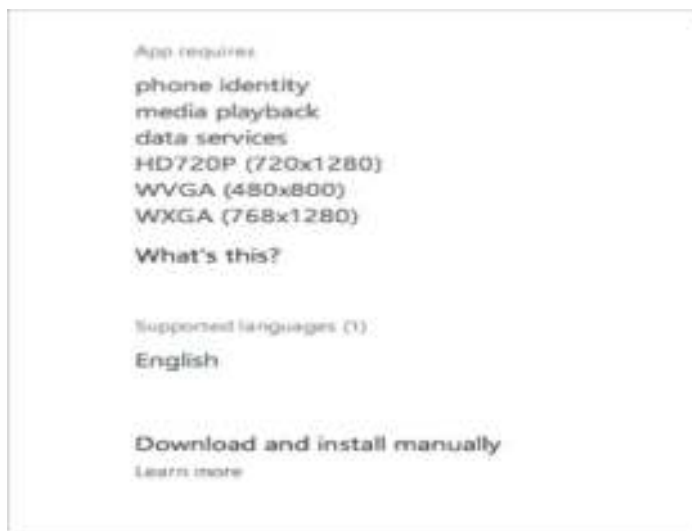 App requires
phone identity
media playback
data services
HD720P (720x1280)
WVGA (480x800)
WXGA (768x1280)
What's this?
Supported languages (1)
English
Download and install manually
Learn more